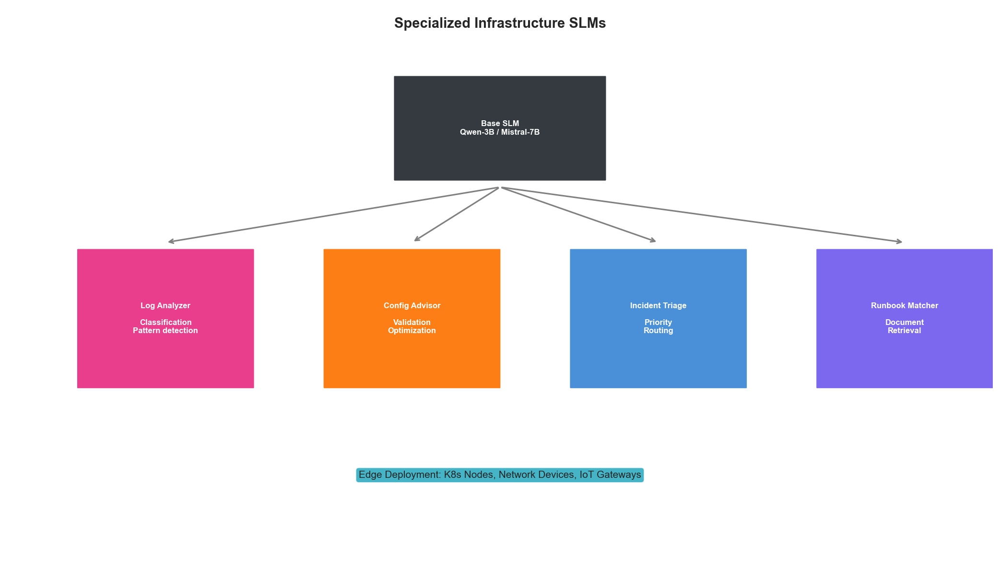 Specialized Infrastructure SLMs
Base SLM
Qwen-3B / Mistral-7B
Log Analyzer
Classification
Pattern detection
Config Advisor
Validation
Optimization
Incident Triage
Priority
Routing
Runbook Matcher
Document
Retrieval
Edge Deployment: K8s Nodes, Network Devices, IoT Gateways